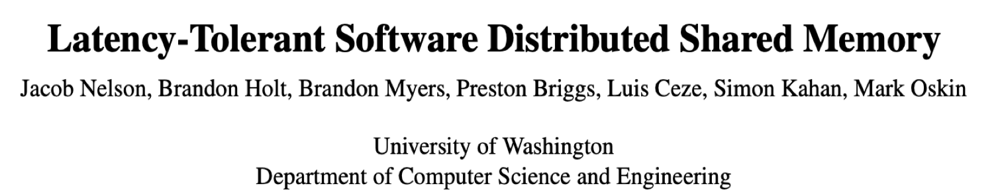 Latency-Tolerant Software Distributed Shared Memory
Jacob Nelson, Brandon Holt, Brandon Myers, Preston Briggs, Luis Ceze, Simon Kahan, Mark Oskin
University of Washington
Department of Computer Science and Engineering